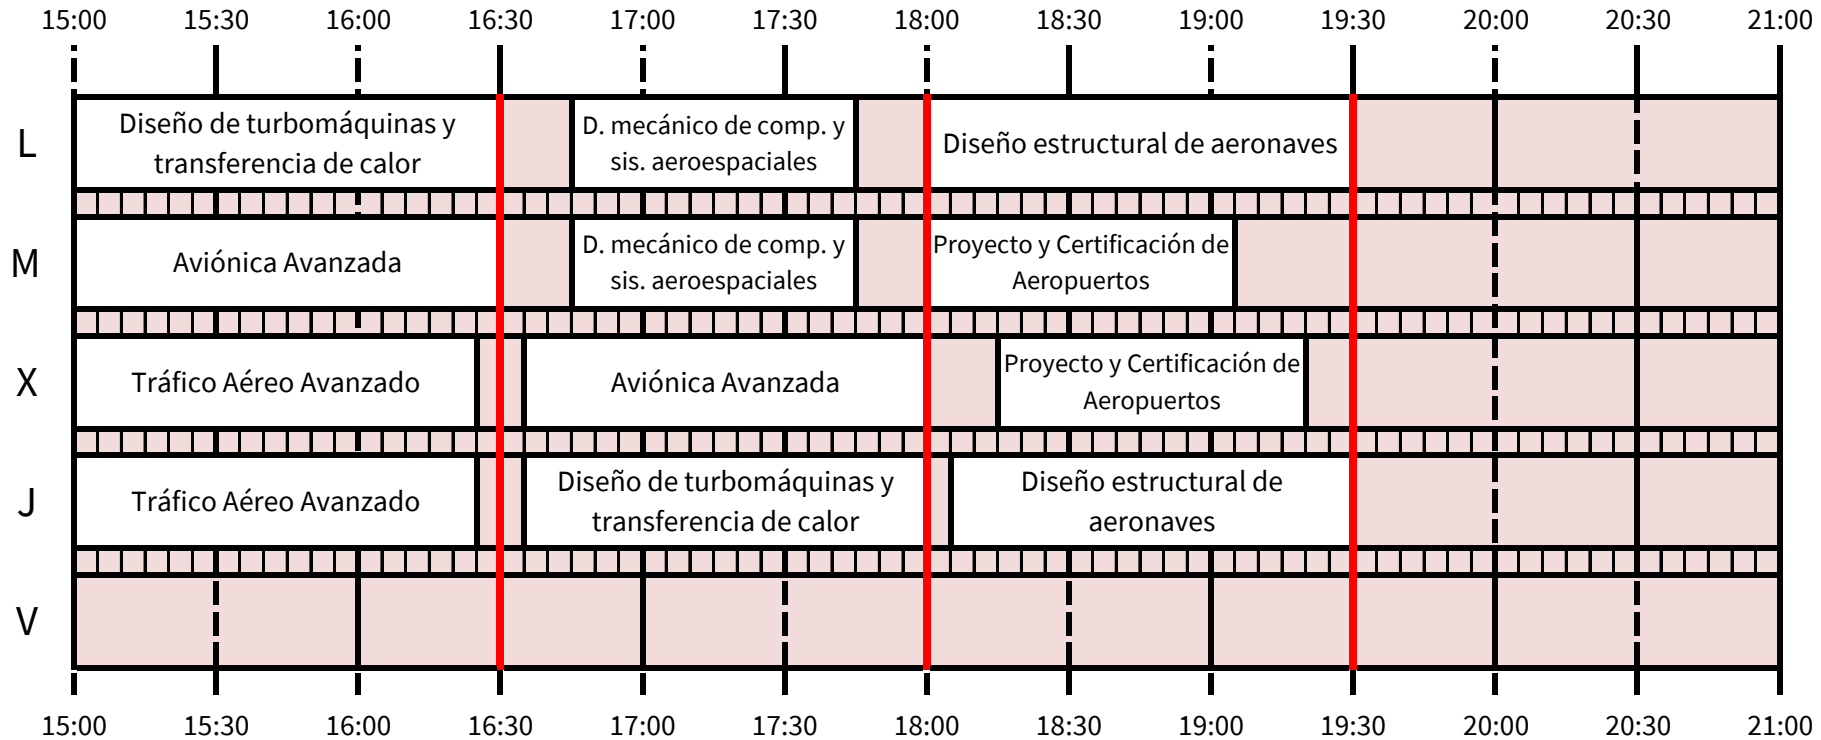 15:00 15:30 16:00 16:30 17:00 17:30 18:00 18:30 19:00 19:30 20:00 20:30 21:00
L
Diseño de turbomáquinas y
transferencia de calor
D. mecánico de comp. y
sis. aeroespaciales
Diseño estructural de aeronaves
M
Aviónica Avanzada
D. mecánico de comp. y
sis. aeroespaciales
Proyecto y Certificación de
Aeropuertos
X
Tráfico Aéreo Avanzado
Aviónica Avanzada
Proyecto y Certificación de
Aeropuertos
J
Tráfico Aéreo Avanzado
Diseño de turbomáquinas y
transferencia de calor
Diseño estructural de
aeronaves
V
15:00 15:30 16:00 16:30 17:00 17:30 18:00 18:30 19:00 19:30 20:00 20:30 21:00